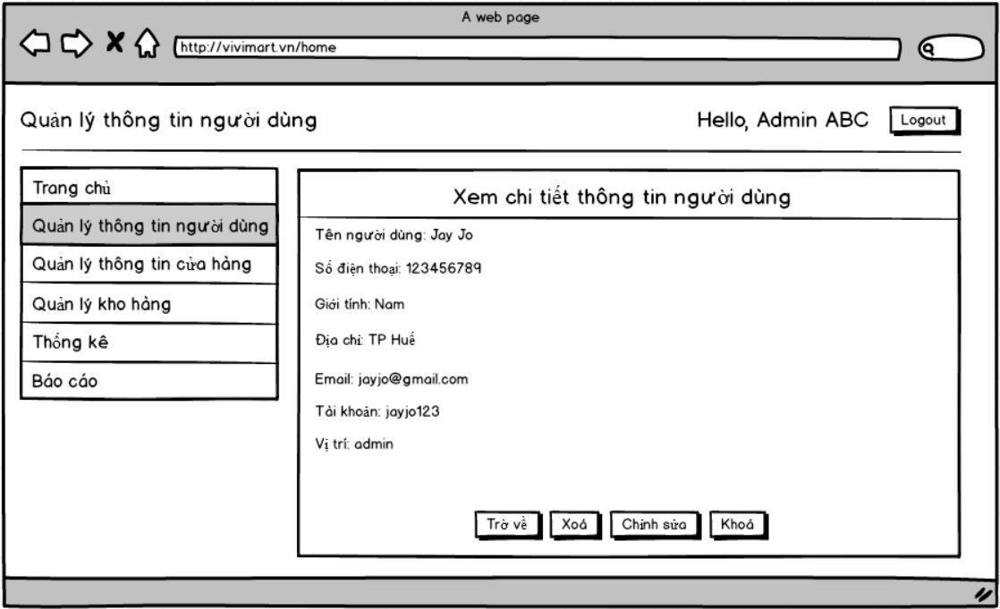 A web page
http://vivimart.vn/home
Quản lý thông tin người dùng
Hello, Admin ABC
Logout
Trang chủ
Quản lý thông tin người dùng
Quản lý thông tin cửa hàng
Quản lý kho hàng
Thống kê
Báo cáo
Xem chi tiết thông tin người dùng
Tên người dùng: Jay Jo
Số điện thoại: 123456789
Giới tính: Nam
Địa chỉ: TP Huế
Email: jayjo@gmail.com
Tài khoản: jayjo123
Vị trí: admin
Trở về
Xoá
Chỉnh sửa
Khoá